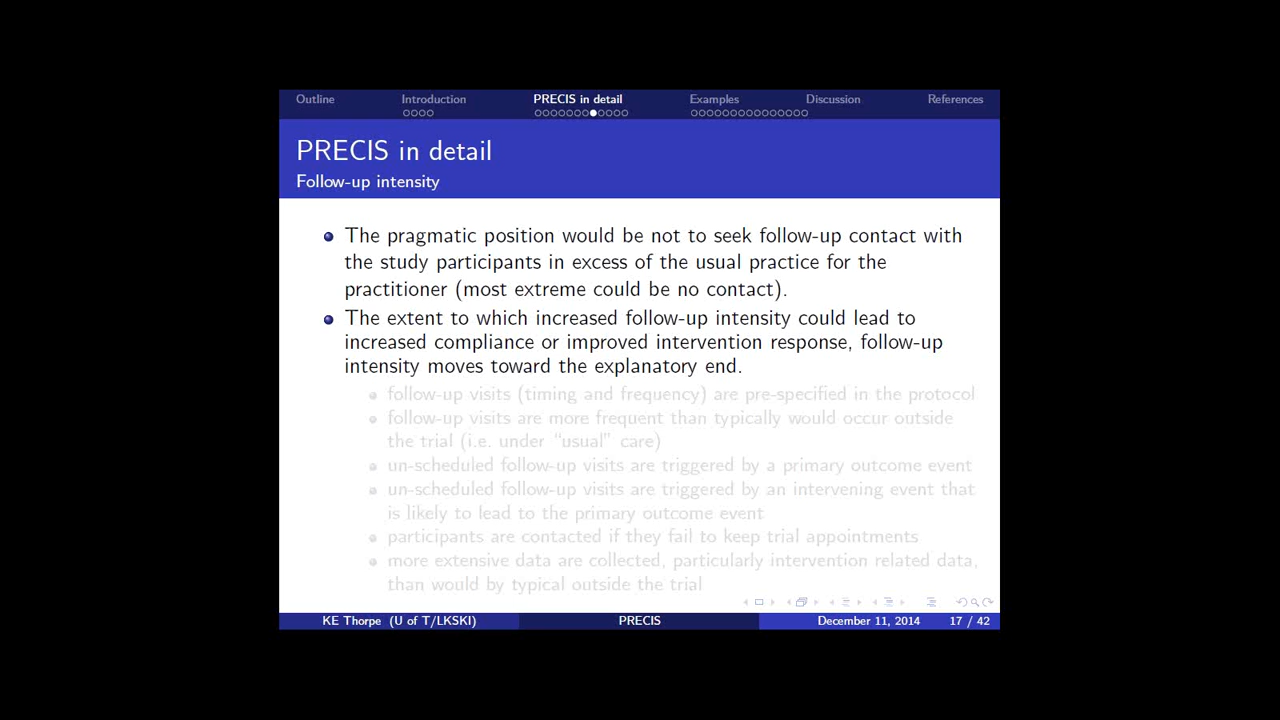 Outline Introduction PRECIS in detail Examples Discussion References
PRECIS in detail
Follow-up intensity
The pragmatic position would be not to seek follow-up contact with
the study participants in excess of the usual practice for the
practitioner (most extreme could be no contact).
The extent to which increased follow-up intensity could lead to
increased compliance or improved intervention response, follow-up
intensity moves toward the explanatory end.
follow-up visits (timing and frequency) are pre-specified in the protocol
follow-up visits are more frequent than typically would occur outside
the trial (i.e. under “usual” care)
un-scheduled follow-up visits are triggered by a primary outcome event
un-scheduled follow-up visits are triggered by an intervening event that
is likely to lead to the primary outcome event
participants are contacted if they fail to keep trial appointments
more extensive data are collected, particularly intervention related data,
than would by typical outside the trial
KE Thorpe (U of T/LKSKI) PRECIS December 11, 2014 17 / 42